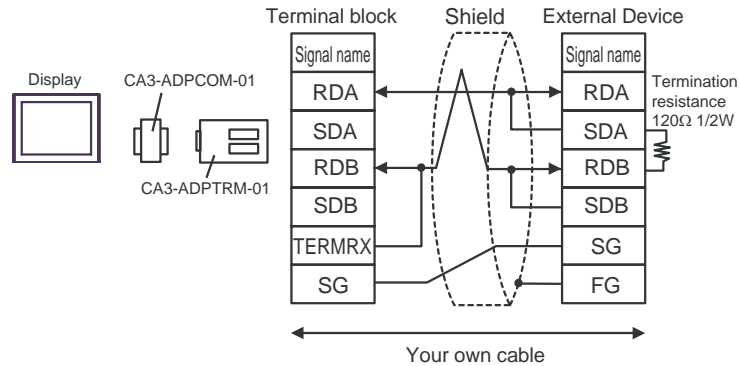 Terminal block
Shield
External Device
Signal name
Signal name
Display
CA3-ADPCOM-01
CA3-ADPTRM-01
RDA
SDA
RDB
SDB
TERMRX
SG
RDA
SDA
RDB
SDB
SG
FG
Termination
resistance
120Ω 1/2W
Your own cable